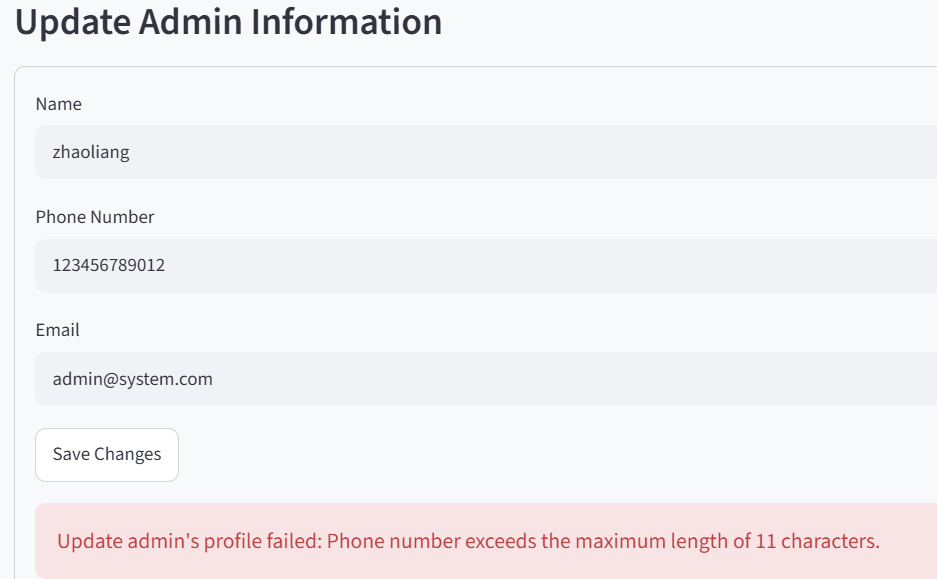 Update Admin Information
Name
zhaoliang
Phone Number
123456789012
Email
admin@system.com
Save Changes
Update admin's profile failed: Phone number exceeds the maximum length of 11 characters.